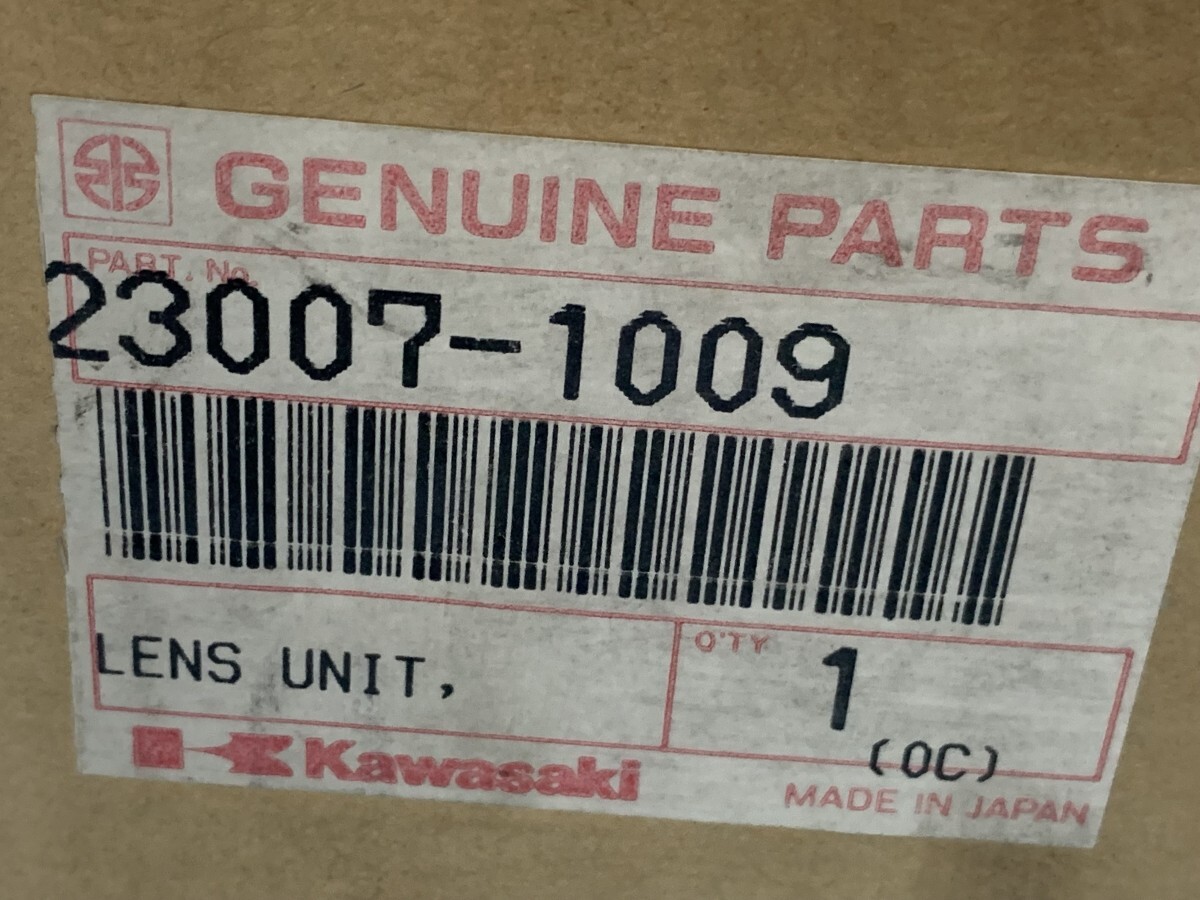 GENUINE PARTS
PART. No.
23007-1009
LENS UNIT,
Q'TY
1
(OC)
Kawasaki
MADE IN JAPAN